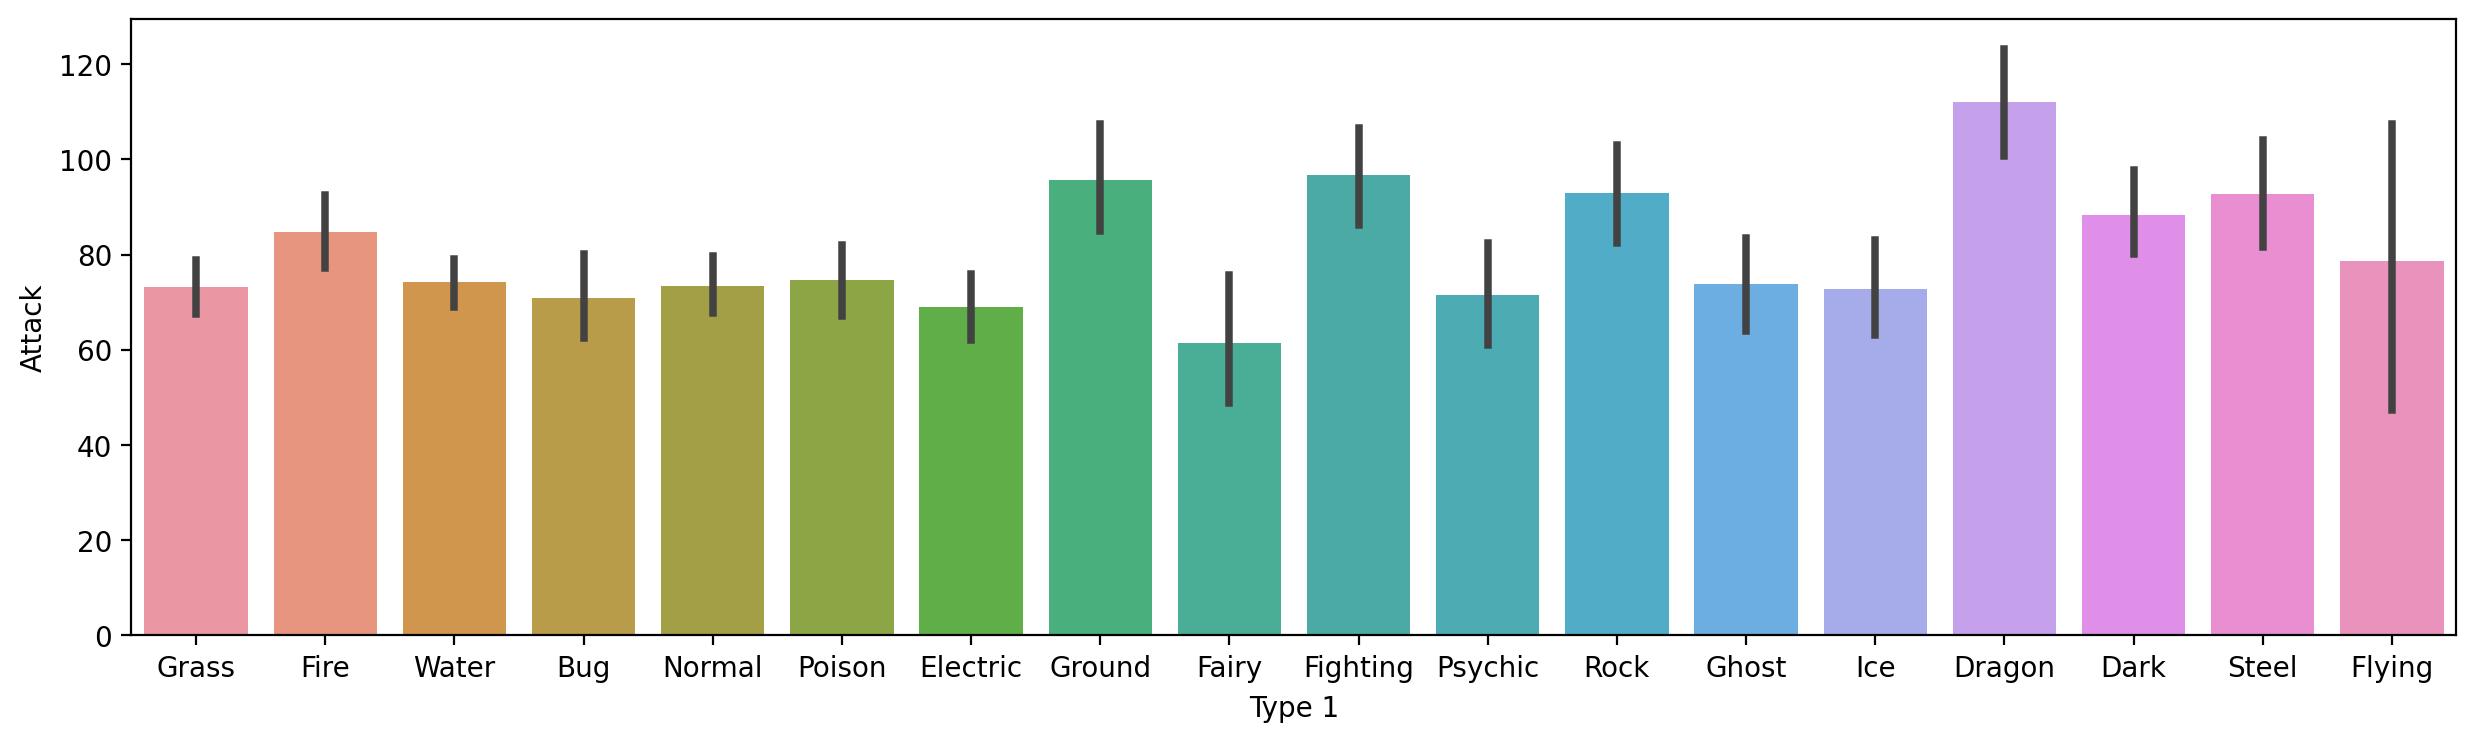 120
100
80
60
40
20
0
Attack
Grass Fire Water Bug Normal Poison Electric Ground Fairy Fighting Psychic Rock Ghost Ice Dragon Dark Steel Flying
Type 1